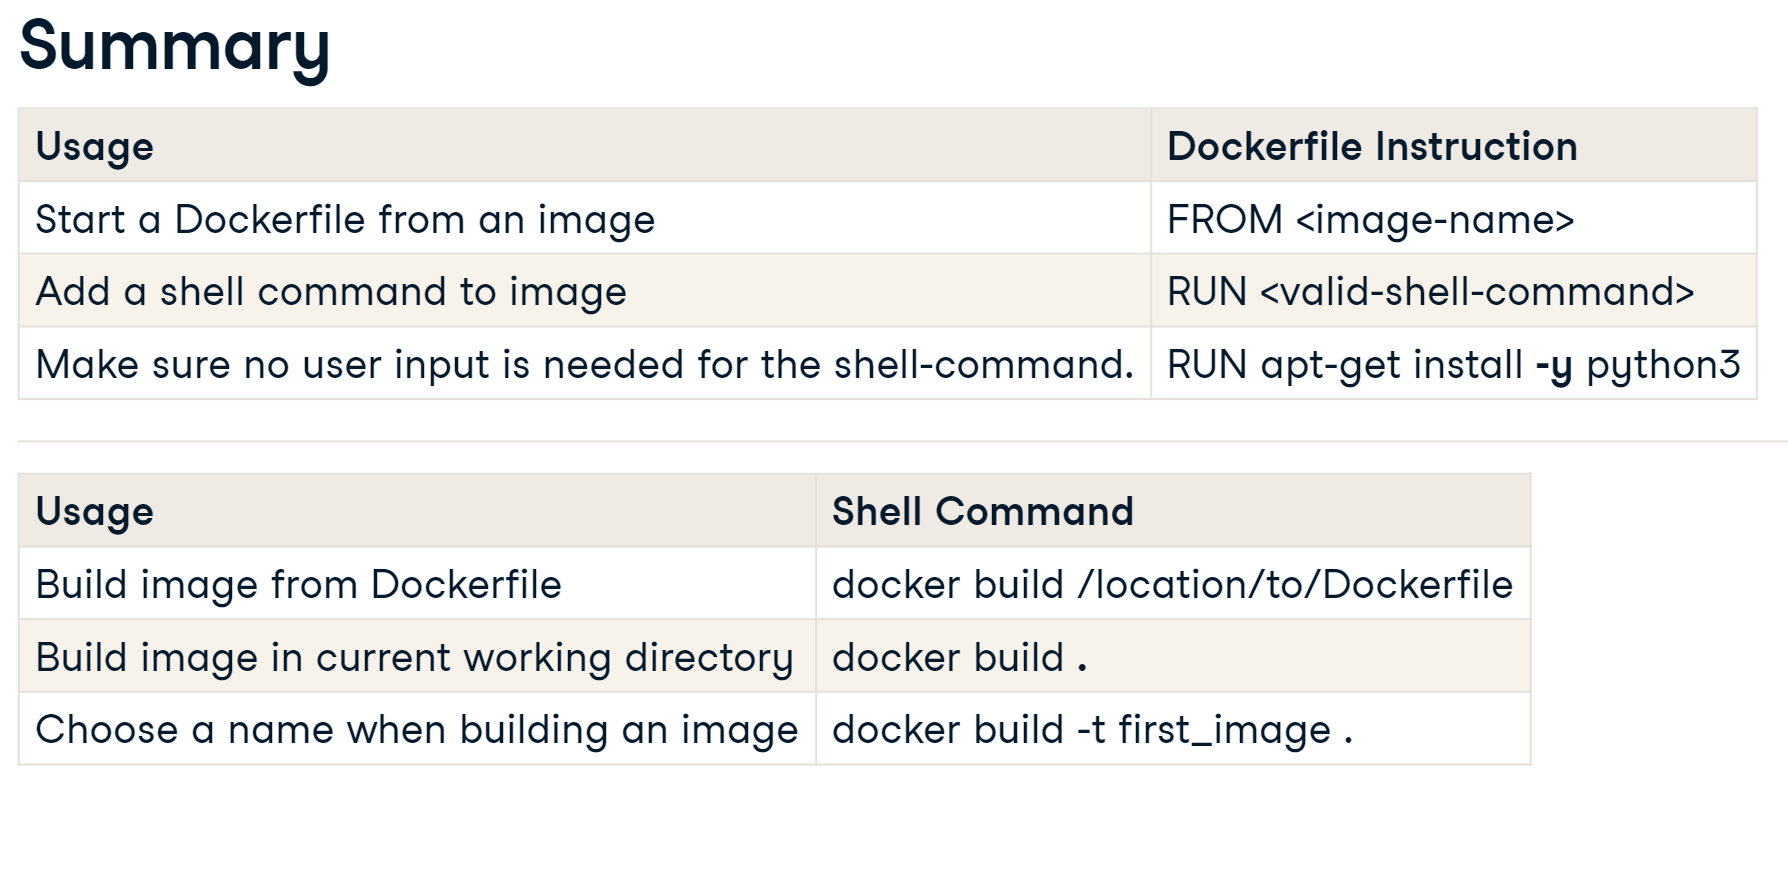 Summary
Usage Dockerfile Instruction
Start a Dockerfile from an image FROM <image-name>
Add a shell command to image RUN <valid-shell-command>
Make sure no user input is needed for the shell-command. RUN apt-get install -y python3
Usage Shell Command
Build image from Dockerfile docker build /location/to/Dockerfile
Build image in current working directory docker build .
Choose a name when building an image docker build -t first_image .